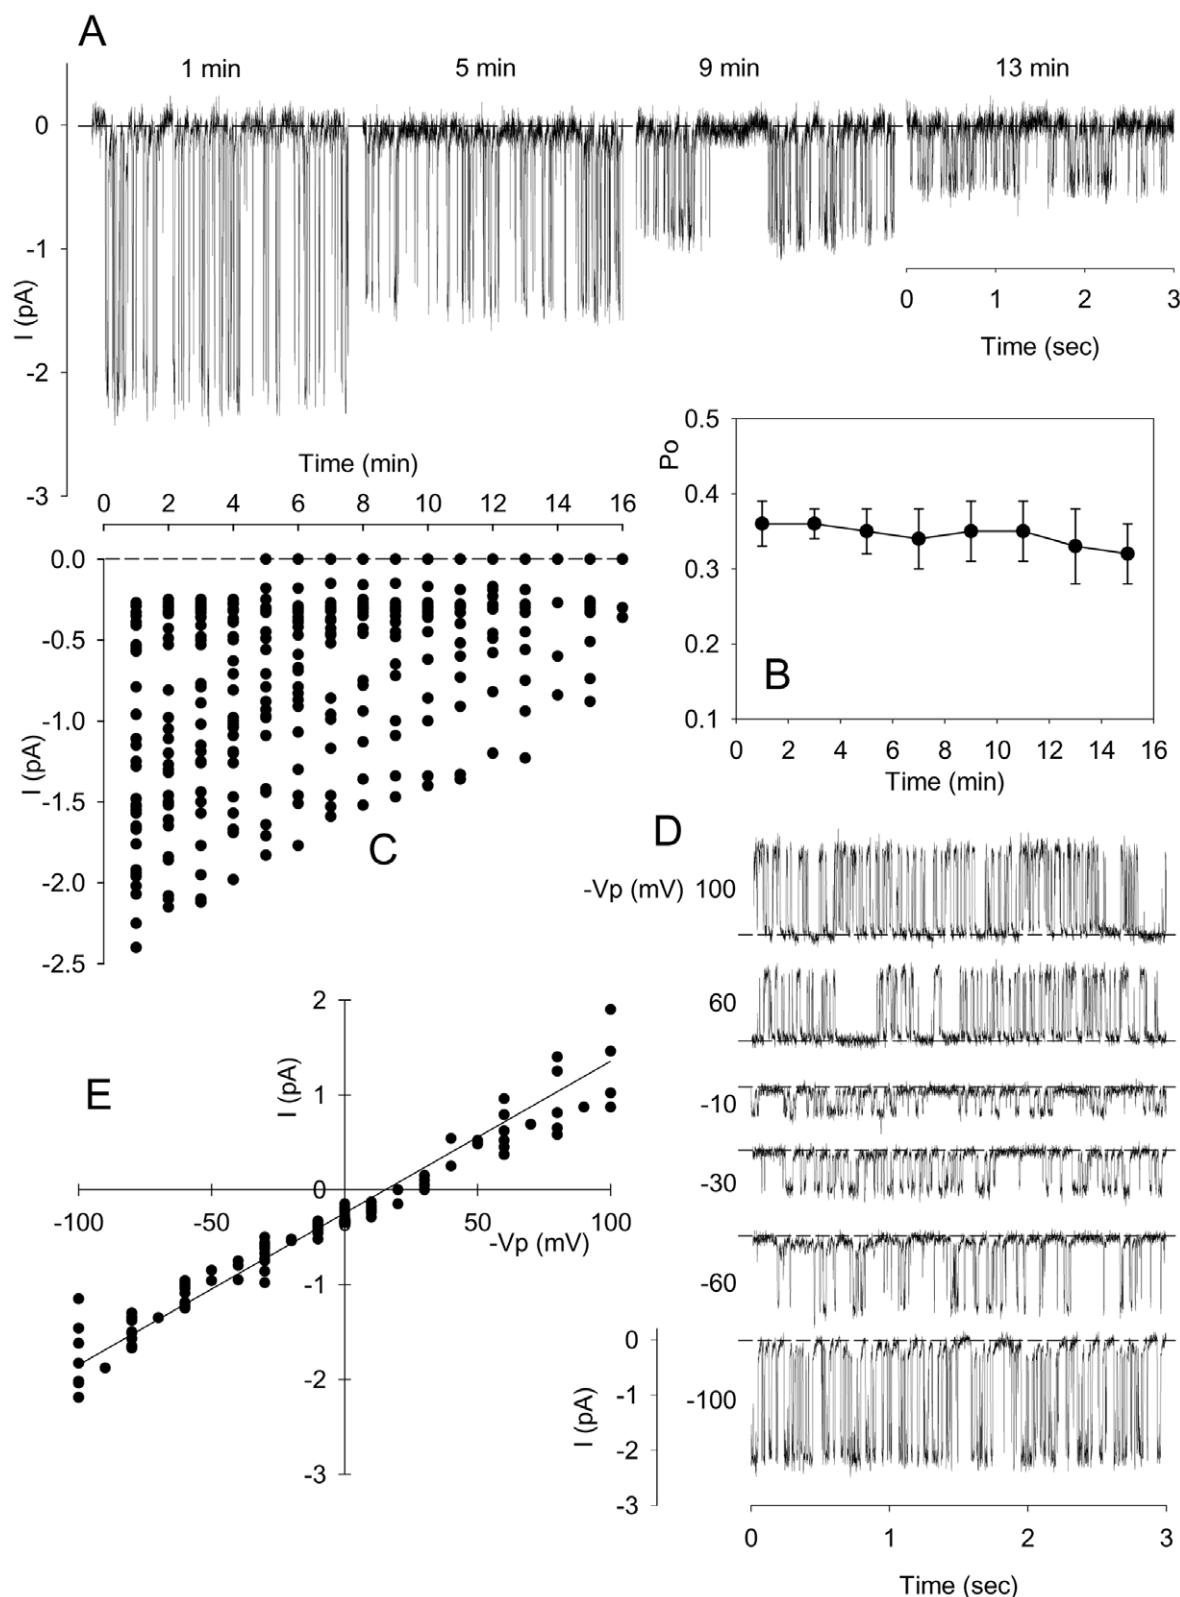 A
1 min 5 min 9 min 13 min
0
-1
-2
-3
I (pA)
0 1 2 3
Time (sec)
Time (min)
0 2 4 6 8 10 12 14 16
0.0
-0.5
-1.0
-1.5
-2.0
-2.5
I (pA)
C
0.5
0.4
0.3
0.2
0.1
Po
B
0 2 4 6 8 10 12 14 16
Time (min)
D
-Vp (mV) 100
60
-10
-30
-60
-100
0
-1
-2
-3
I (pA)
0 1 2 3
Time (sec)
E
2
I (pA)
1
0
-100 -50 50 100
-Vp (mV)
-1
-2
-3